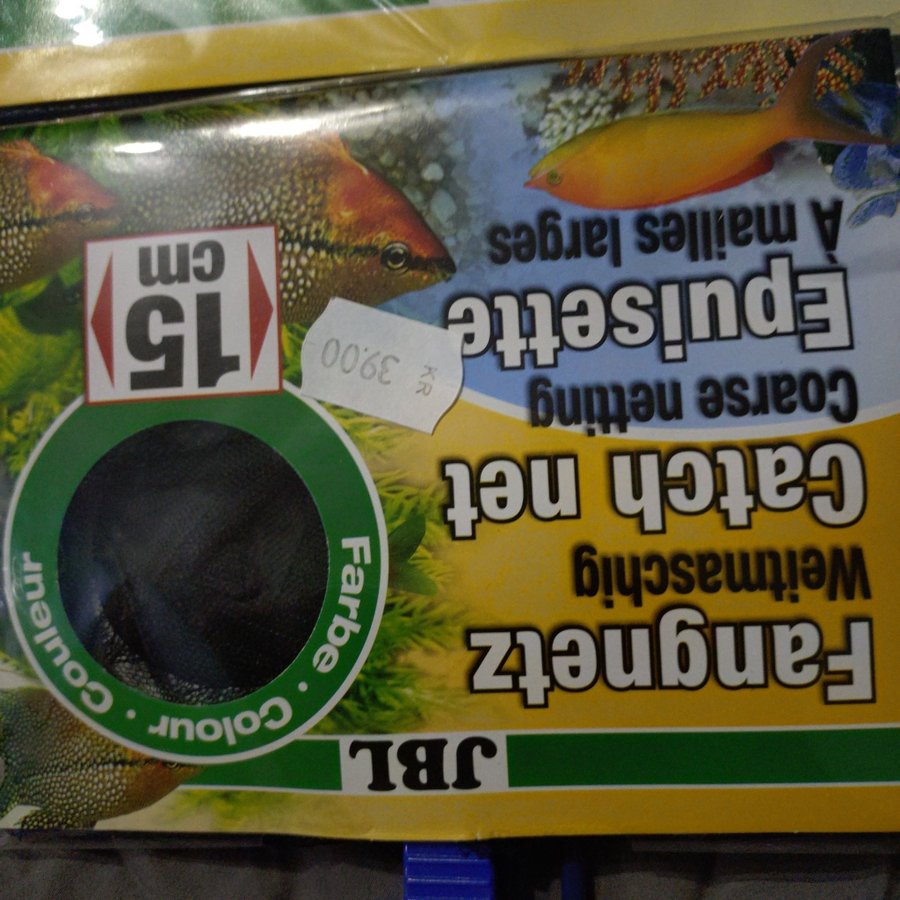 JBL
Fangnetz
Weitmaschig
Catch net
Coarse netting
Epuisette
À mailles larges
Farbe · Colour · Couleur
15
cm
KR
39.00